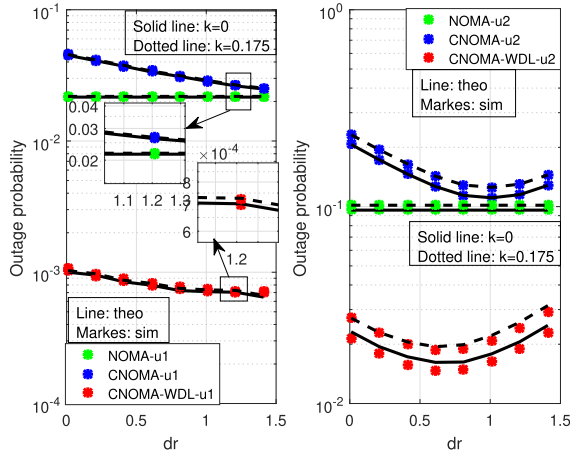 10^-1
10^-2
10^-3
10^-4
Outage probability
Solid line: k=0
Dotted line: k=0.175
0.04
0.03
0.02
1.1 1.2 1.3
×10^-4
8
7
6
1.2
Line: theo
Markes: sim
NOMA-u1
CNOMA-u1
CNOMA-WDL-u1
0 0.5 1 1.5
dr
10^0
10^-1
10^-2
Outage probability
NOMA-u2
CNOMA-u2
CNOMA-WDL-u2
Line: theo
Markes: sim
Solid line: k=0
Dotted line: k=0.175
0 0.5 1 1.5
dr